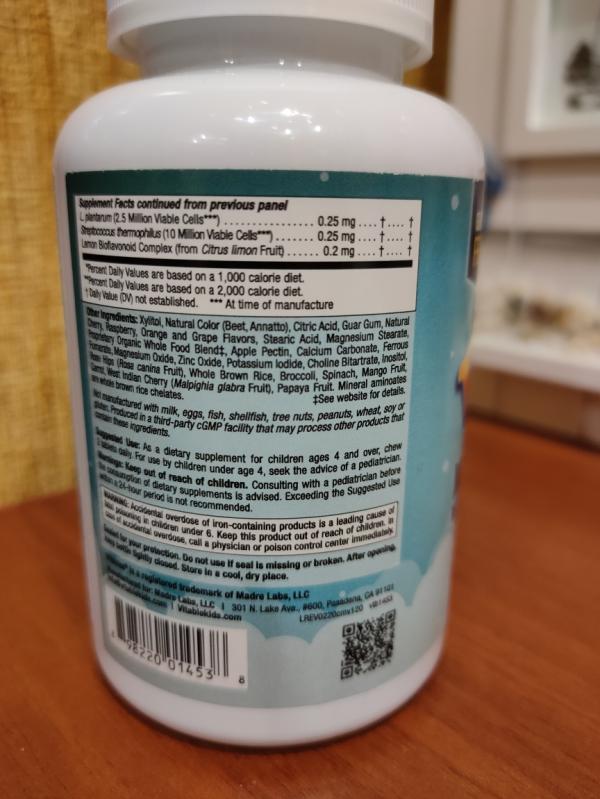 Supplement Facts continued from previous panel
L. plantarum (2.5 Million Viable Cells***) .................... 0.25 mg .... † .... †
Streptococcus thermophilus (10 Million Viable Cells***) ....... 0.25 mg .... † .... †
Lemon Bioflavonoid Complex (from Citrus limon Fruit) ...... 0.2 mg .... † .... †
*Percent Daily Values are based on a 1,000 calorie diet.
**Percent Daily Values are based on a 2,000 calorie diet.
† Daily Value (DV) not established. *** At time of manufacture
Other Ingredients: Xylitol, Natural Color (Beet, Annatto), Citric Acid, Guar Gum, Natural
Cherry, Raspberry, Orange and Grape Flavors, Stearic Acid, Magnesium Stearate,
Proprietary Organic Whole Food Blend‡, Apple Pectin, Calcium Carbonate, Ferrous
Fumarate, Magnesium Oxide, Zinc Oxide, Potassium Iodide, Choline Bitartrate, Inositol,
Rose Hips (Rosa canina Fruit), Whole Brown Rice, Broccoli, Spinach, Mango Fruit,
Carrot, West Indian Cherry (Malpighia glabra Fruit), Papaya Fruit. Mineral aminoates
are whole brown rice chelates. ‡See website for details.
Not manufactured with milk, eggs, fish, shellfish, tree nuts, peanuts, wheat, soy or
gluten. Produced in a third-party cGMP facility that may process other products that
contain these ingredients.
Suggested Use: As a dietary supplement for children ages 4 and over, chew
2 tablets daily. For use by children under age 4, seek the advice of a pediatrician.
Warnings: Keep out of reach of children. Consulting with a pediatrician before
the consumption of dietary supplements is advised. Exceeding the Suggested Use
within a 24-hour period is not recommended.
WARNING: Accidental overdose of iron-containing products is a leading cause of
fatal poisoning in children under 6. Keep this product out of reach of children. In
case of accidental overdose, call a physician or poison control center immediately.
Sealed for your protection. Do not use if seal is missing or broken. After opening,
keep bottle tightly closed. Store in a cool, dry place.
is a registered trademark of Madre Labs, LLC
for: Madre Labs, LLC | 301 N. Lake Ave., #600, Pasadena, CA 91101
.com | Vitabiokids.com LREV0220cmv120
98220 01453 8